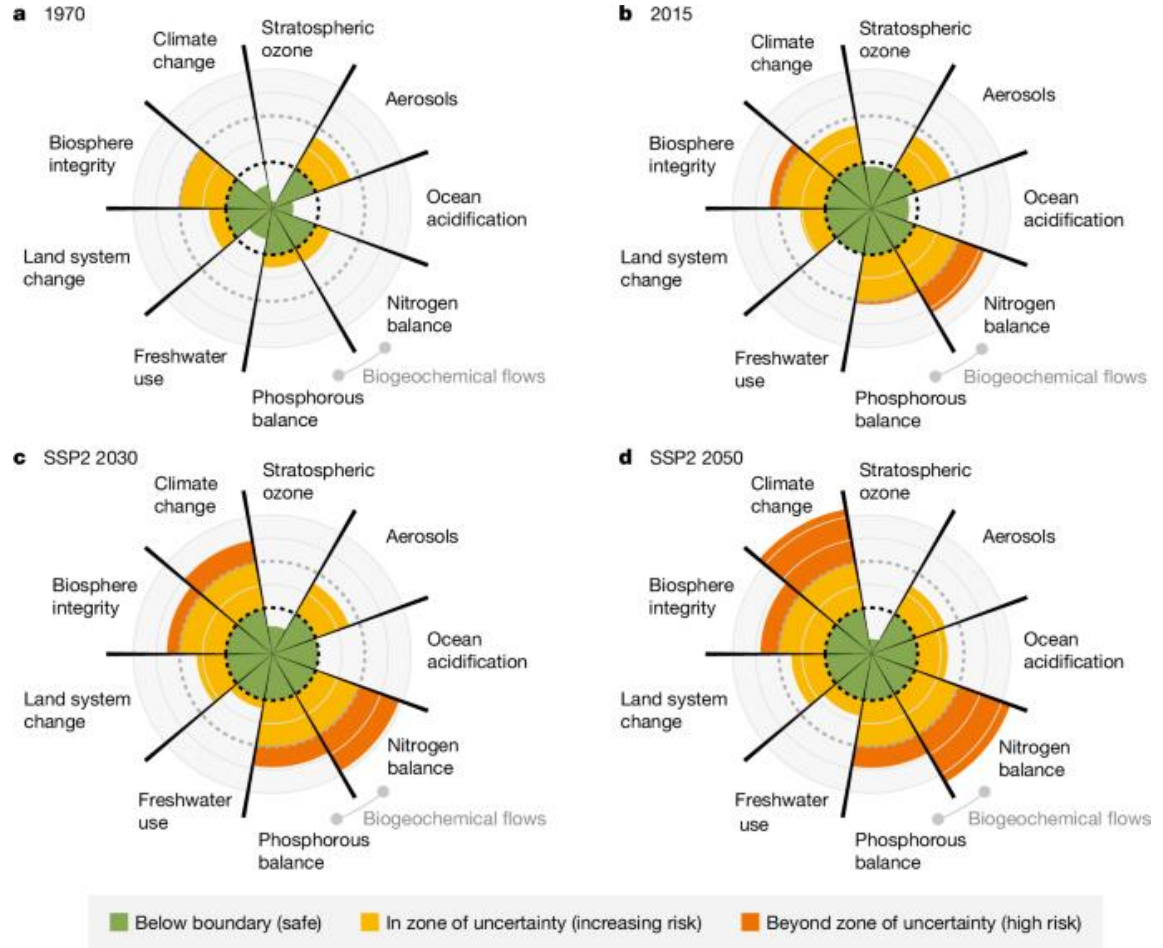 a 1970
Climate
change
Stratospheric
ozone
Aerosols
Biosphere
integrity
Ocean
acidification
Land system
change
Nitrogen
balance
Freshwater
use
Biogeochemical flows
Phosphorous
balance
b 2015
Climate
change
Stratospheric
ozone
Aerosols
Biosphere
integrity
Ocean
acidification
Land system
change
Nitrogen
balance
Freshwater
use
Biogeochemical flows
Phosphorous
balance
c SSP2 2030
Climate
change
Stratospheric
ozone
Aerosols
Biosphere
integrity
Ocean
acidification
Land system
change
Nitrogen
balance
Freshwater
use
Biogeochemical flows
Phosphorous
balance
d SSP2 2050
Climate
change
Stratospheric
ozone
Aerosols
Biosphere
integrity
Ocean
acidification
Land system
change
Nitrogen
balance
Freshwater
use
Biogeochemical flows
Phosphorous
balance
Below boundary (safe)
In zone of uncertainty (increasing risk)
Beyond zone of uncertainty (high risk)